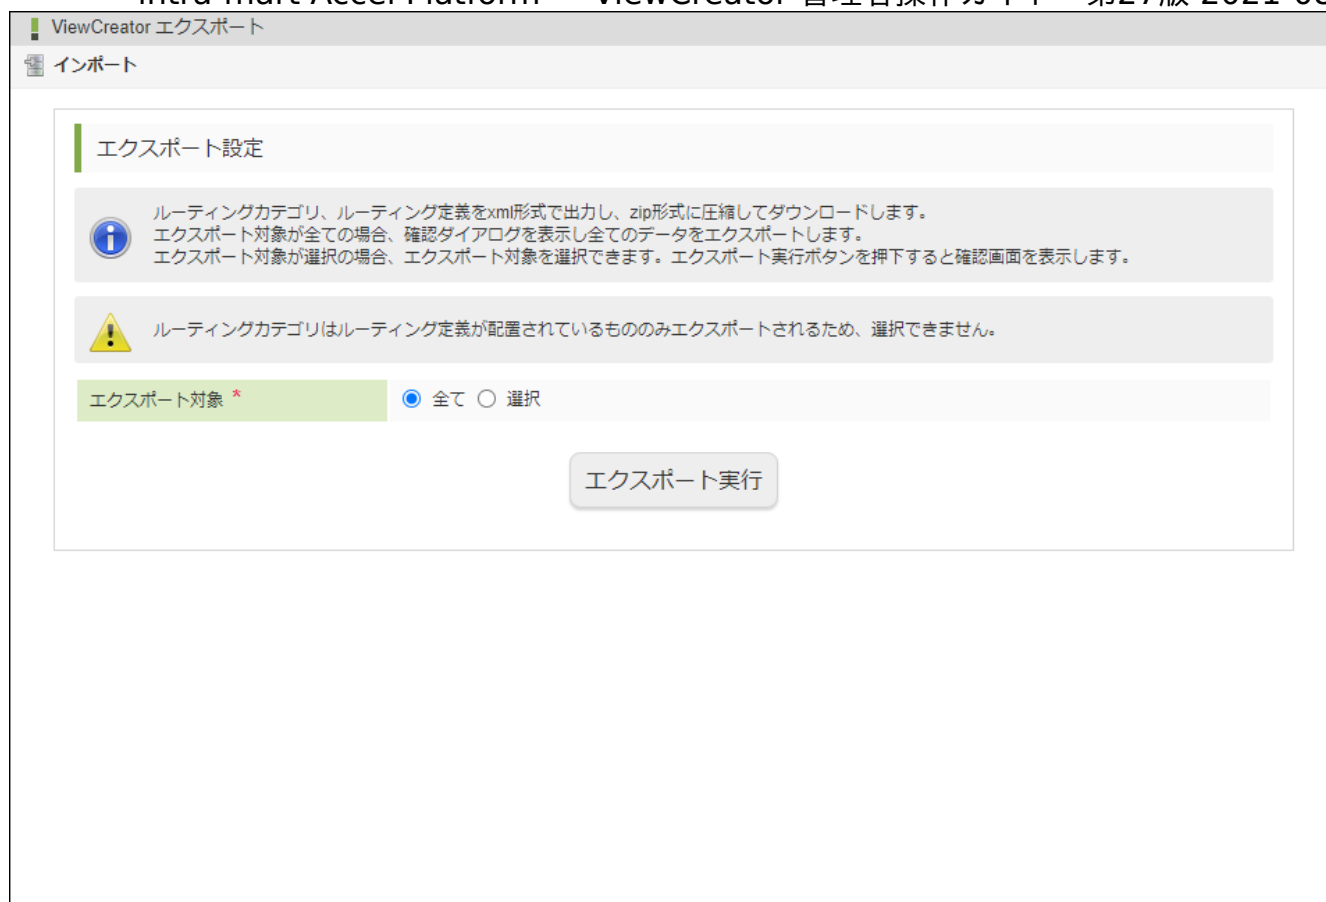 ViewCreator 第27版 2021-08
ViewCreator エクスポート
インポート
エクスポート設定
ルーティングカテゴリ、ルーティング定義をxml形式で出力し、zip形式に圧縮してダウンロードします。
エクスポート対象が全ての場合、確認ダイアログを表示し全てのデータをエクスポートします。
エクスポート対象が選択の場合、エクスポート対象を選択できます。エクスポート実行ボタンを押下すると確認画面を表示します。
ルーティングカテゴリはルーティング定義が配置されているもののみエクスポートされるため、選択できません。
エクスポート対象 *
全て 選択
エクスポート実行